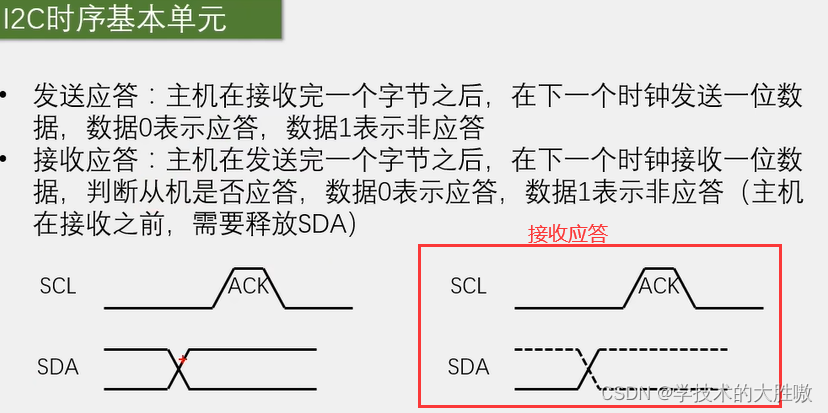 I2C时序基本单元
• 发送应答：主机在接收完一个字节之后，在下一个时钟发送一位数
据，数据0表示应答，数据1表示非应答
• 接收应答：主机在发送完一个字节之后，在下一个时钟接收一位数
据，判断从机是否应答，数据0表示应答，数据1表示非应答（主机
在接收之前，需要释放SDA）
接收应答
SCL ACK SCL ACK
SDA SDA
CSDN @学技术的大胜嗷